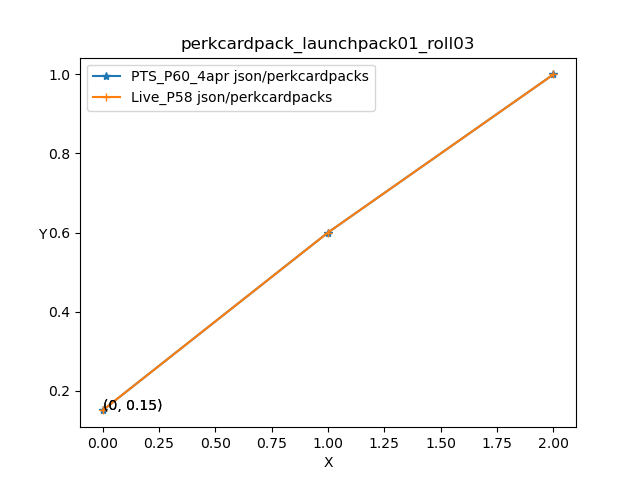 perkcardpack_launchpack01_roll03
PTS_P60_4apr json/perkcardpacks
Live_P58 json/perkcardpacks
1.0
0.8
Y
0.6
0.4
0.2
(0, 0.15)
0.00 0.25 0.50 0.75 1.00 1.25 1.50 1.75 2.00
X